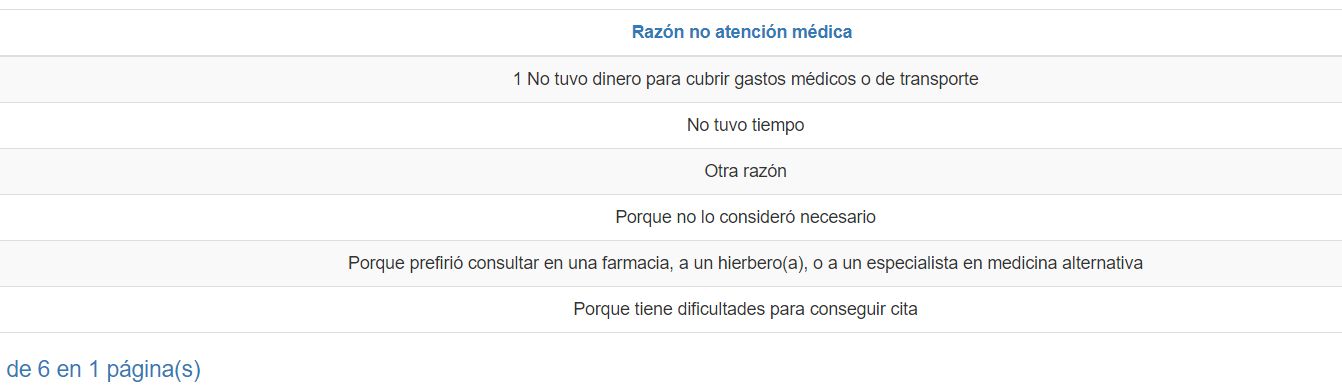 Razón no atención médica
1 No tuvo dinero para cubrir gastos médicos o de transporte
No tuvo tiempo
Otra razón
Porque no lo consideró necesario
Porque prefirió consultar en una farmacia, a un hierbero(a), o a un especialista en medicina alternativa
Porque tiene dificultades para conseguir cita
de 6 en 1 página(s)